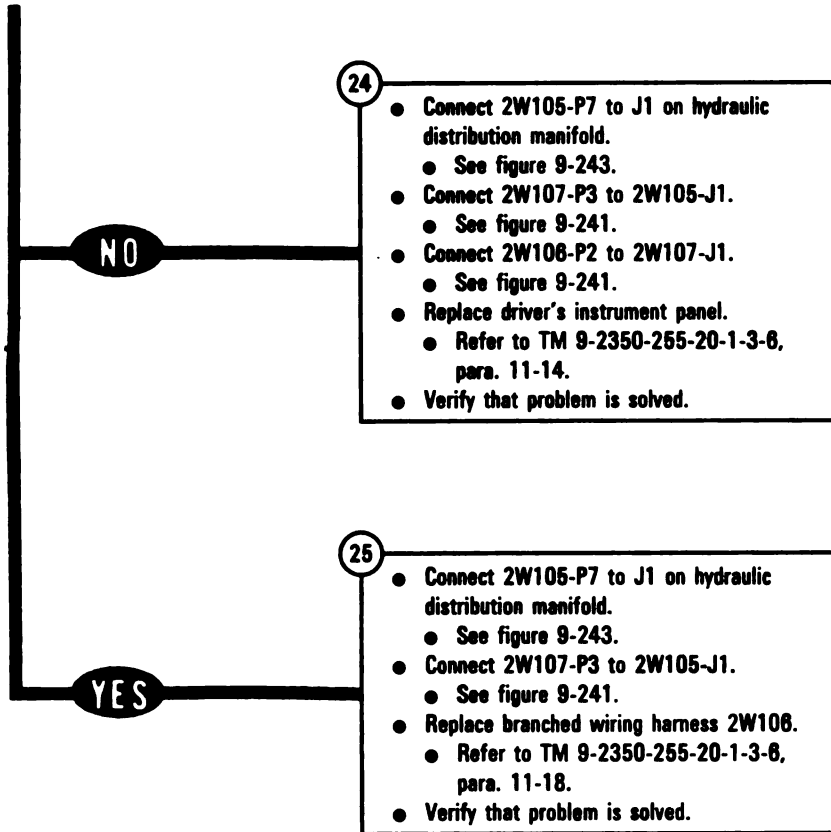 24
● Connect 2W105-P7 to J1 on hydraulic
distribution manifold.
● See figure 9-243.
● Connect 2W107-P3 to 2W105-J1.
● See figure 9-241.
NO
● Connect 2W106-P2 to 2W107-J1.
● See figure 9-241.
● Replace driver's instrument panel.
● Refer to TM 9-2350-255-20-1-3-6,
para. 11-14.
● Verify that problem is solved.
25
● Connect 2W105-P7 to J1 on hydraulic
distribution manifold.
● See figure 9-243.
● Connect 2W107-P3 to 2W105-J1.
● See figure 9-241.
YES
● Replace branched wiring harness 2W106.
● Refer to TM 9-2350-255-20-1-3-6,
para. 11-18.
● Verify that problem is solved.